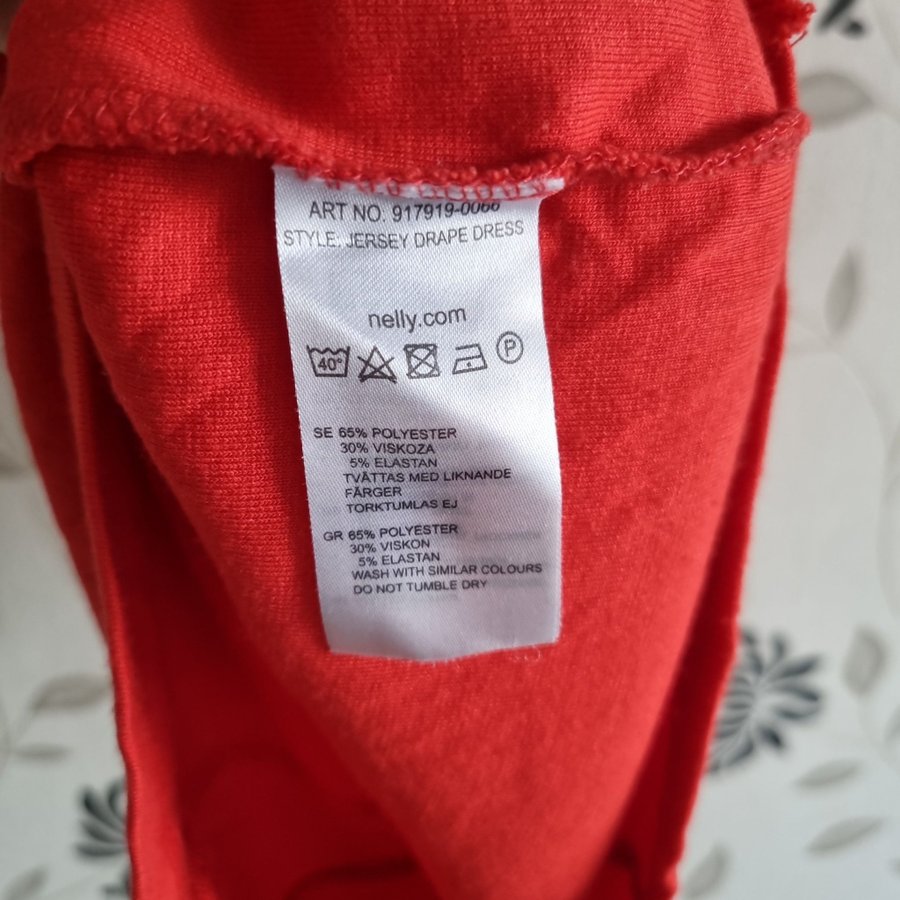 ART NO. 917919-0066
STYLE: JERSEY DRAPE DRESS
nelly.com
40° P
SE 65% POLYESTER
30% VISKOZA
5% ELASTAN
TVÄTTAS MED LIKNANDE
FÄRGER
TORKTUMLAS EJ
GR 65% POLYESTER
30% VISKON
5% ELASTAN
WASH WITH SIMILAR COLOURS
DO NOT TUMBLE DRY